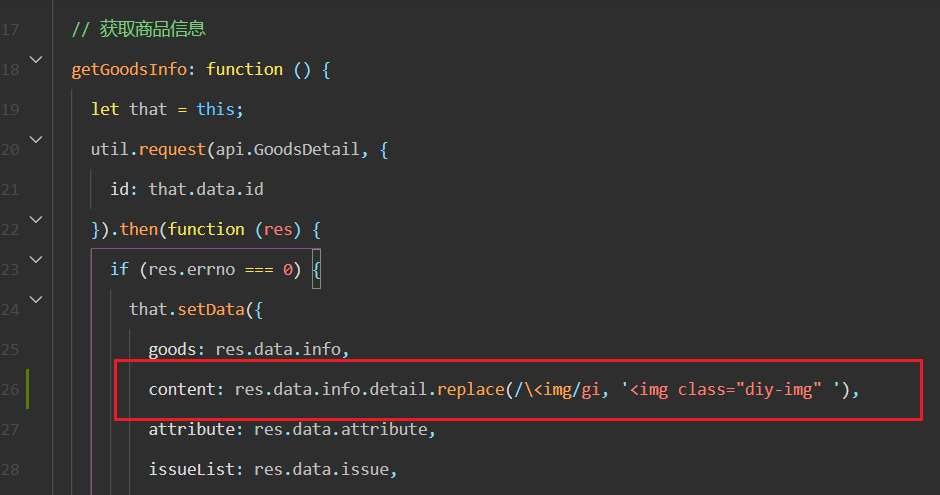 17 // 获取商品信息
18 getGoodsInfo: function () {
19 let that = this;
20 util.request(api.GoodsDetail, {
21 id: that.data.id
22 }).then(function (res) {
23 if (res.errno === 0) {
24 that.setData({
25 goods: res.data.info,
26 content: res.data.info.detail.replace(/\<img/gi, '<img class="diy-img" '),
27 attribute: res.data.attribute,
28 issueList: res.data.issue,